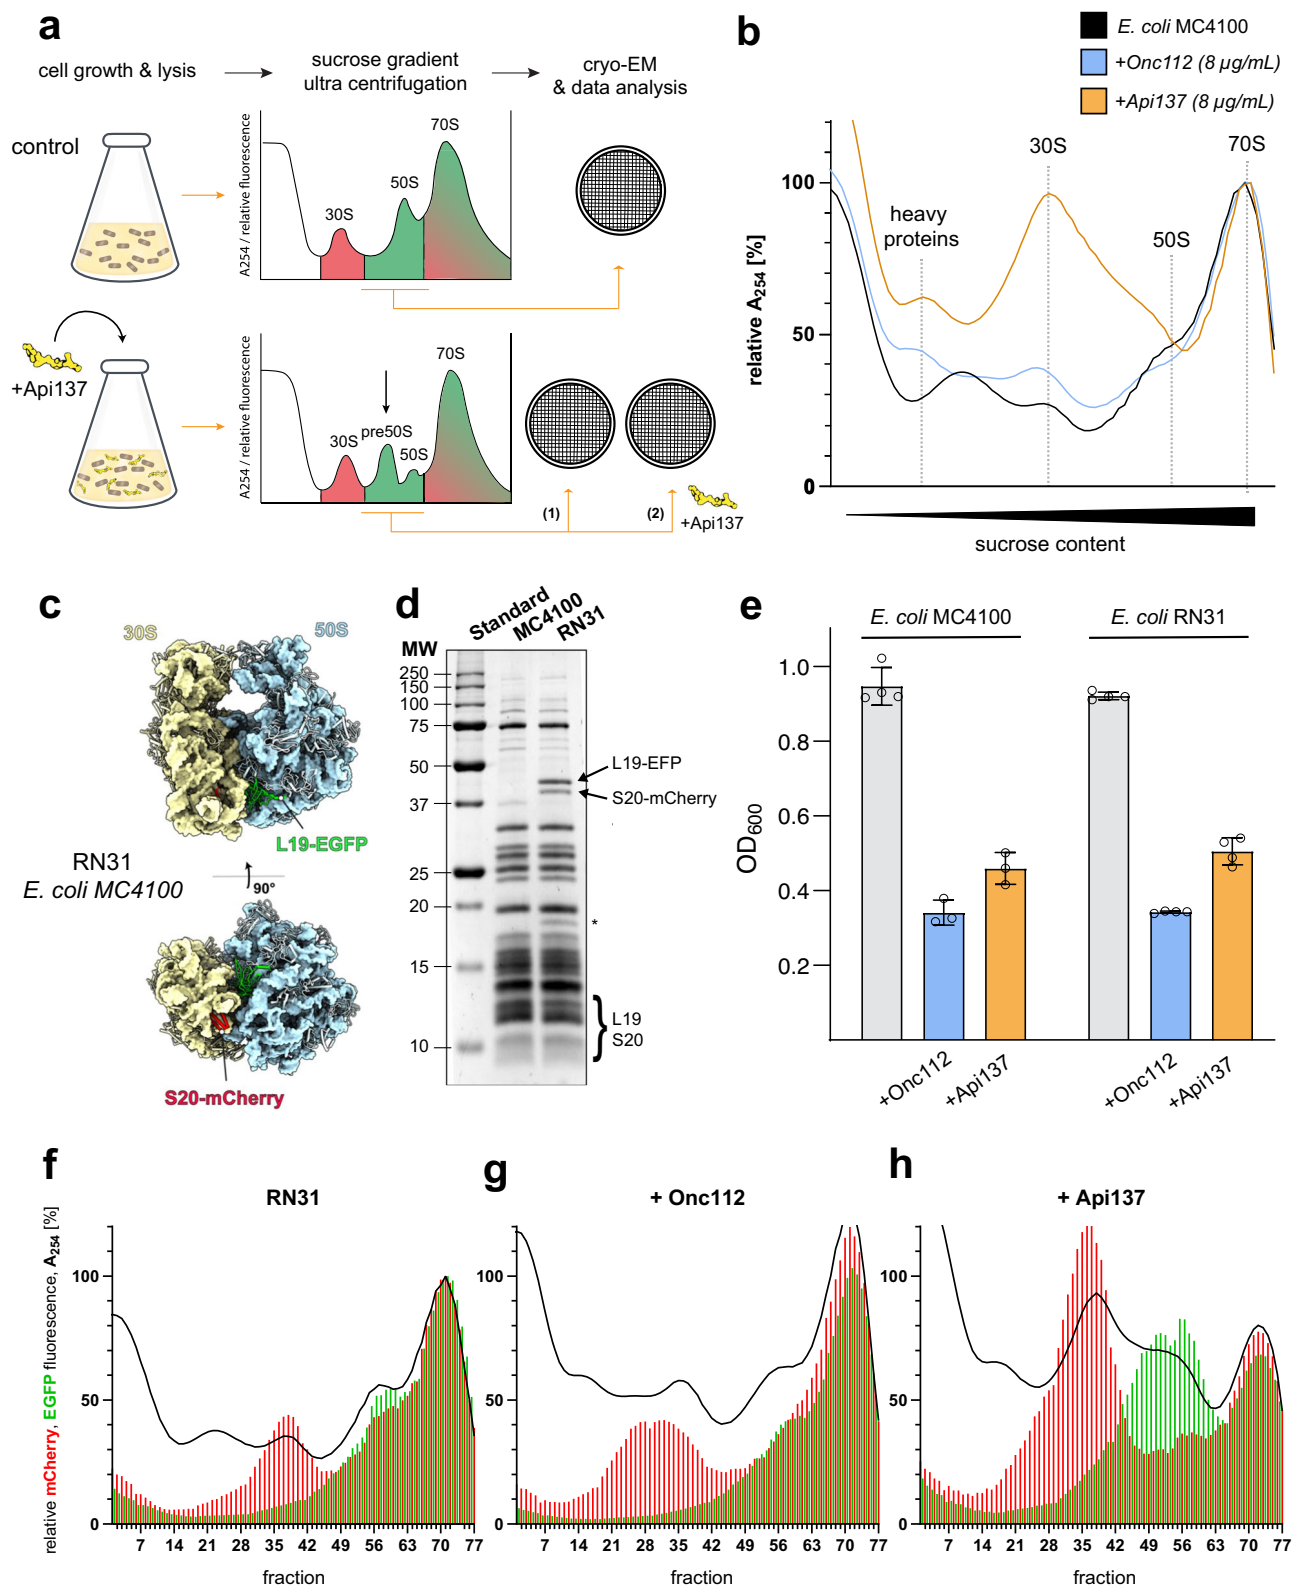 a
cell growth & lysis
sucrose gradient
ultra centrifugation
cryo-EM
& data analysis
control
A254 / relative fluorescence
30S
50S
70S
+Api137
A254 / relative fluorescence
30S
pre50S
50S
70S
(1)
(2)
+Api137
b
E. coli MC4100
+Onc112 (8 µg/mL)
+Api137 (8 µg/mL)
relative A254 [%]
100
50
0
heavy
proteins
30S
50S
70S
sucrose content
c
30S
50S
L19-EGFP
RN31
E. coli MC4100
90°
S20-mCherry
d
Standard
MC4100
RN31
MW
250
150
100
75
50
37
25
20
15
10
L19-EFP
S20-mCherry
*
L19
S20
e
E. coli MC4100
E. coli RN31
OD600
1.0
0.8
0.6
0.4
0.2
+Onc112
+Api137
+Onc112
+Api137
f
RN31
relative mCherry, EGFP fluorescence, A254 [%]
100
50
0
7 14 21 28 35 42 49 56 63 70 77
fraction
g
+ Onc112
100
50
0
7 14 21 28 35 42 49 56 63 70 77
fraction
h
+ Api137
100
50
0
7 14 21 28 35 42 49 56 63 70 77
fraction